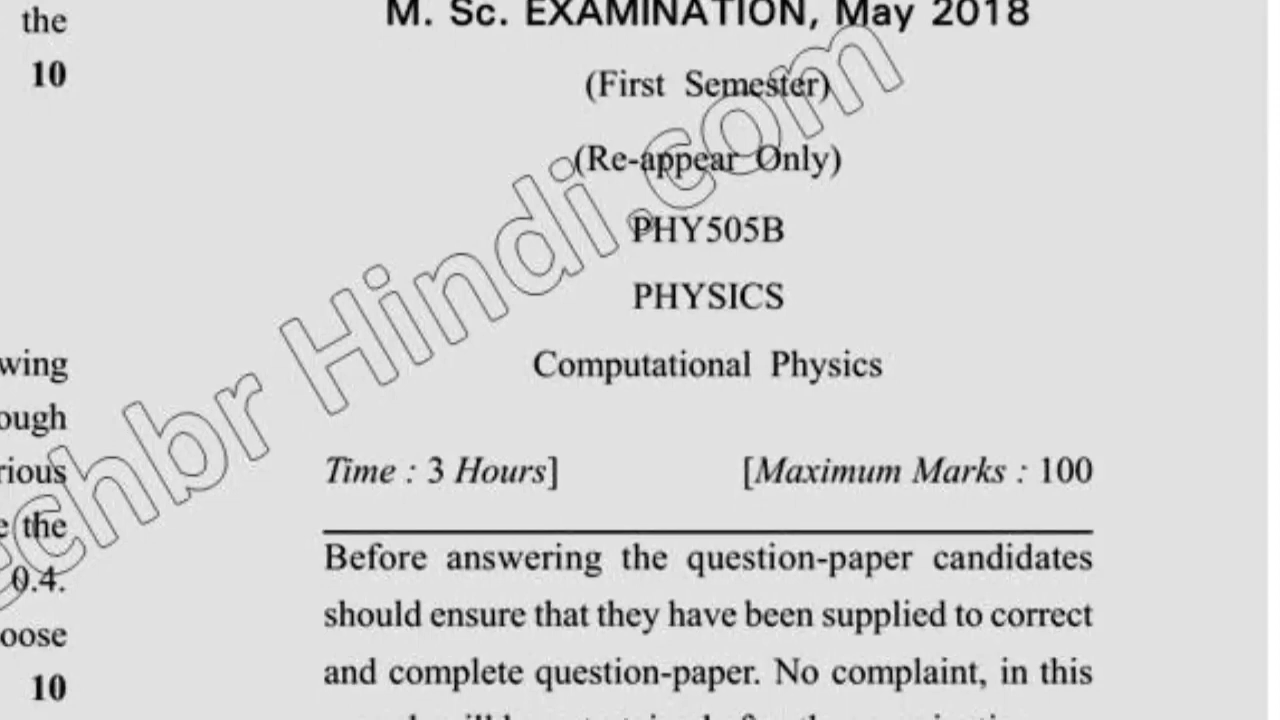 the
10
wing
ough
rious
e the
0.4.
oose
10
M. Sc. EXAMINATION, May 2018
(First Semester)
(Re-appear Only)
PHY505B
PHYSICS
Computational Physics
Time : 3 Hours] [Maximum Marks : 100
Before answering the question-paper candidates
should ensure that they have been supplied to correct
and complete question-paper. No complaint, in this
echbr Hindi.com